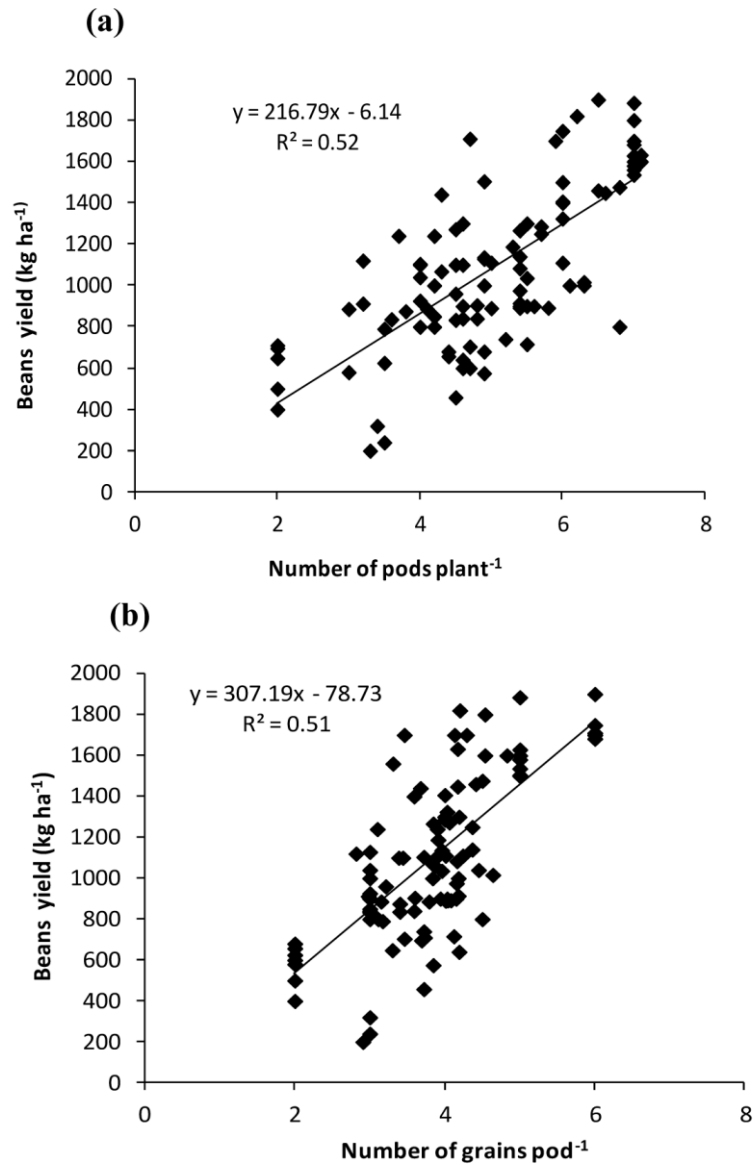 (a)
2000
1800
1600
1400
1200
1000
800
600
400
200
0
Beans yield (kg ha⁻¹)
y = 216.79x - 6.14
R² = 0.52
0 2 4 6 8
Number of pods plant⁻¹
(b)
2000
1800
1600
1400
1200
1000
800
600
400
200
0
Beans yield (kg ha⁻¹)
y = 307.19x - 78.73
R² = 0.51
0 2 4 6 8
Number of grains pod⁻¹